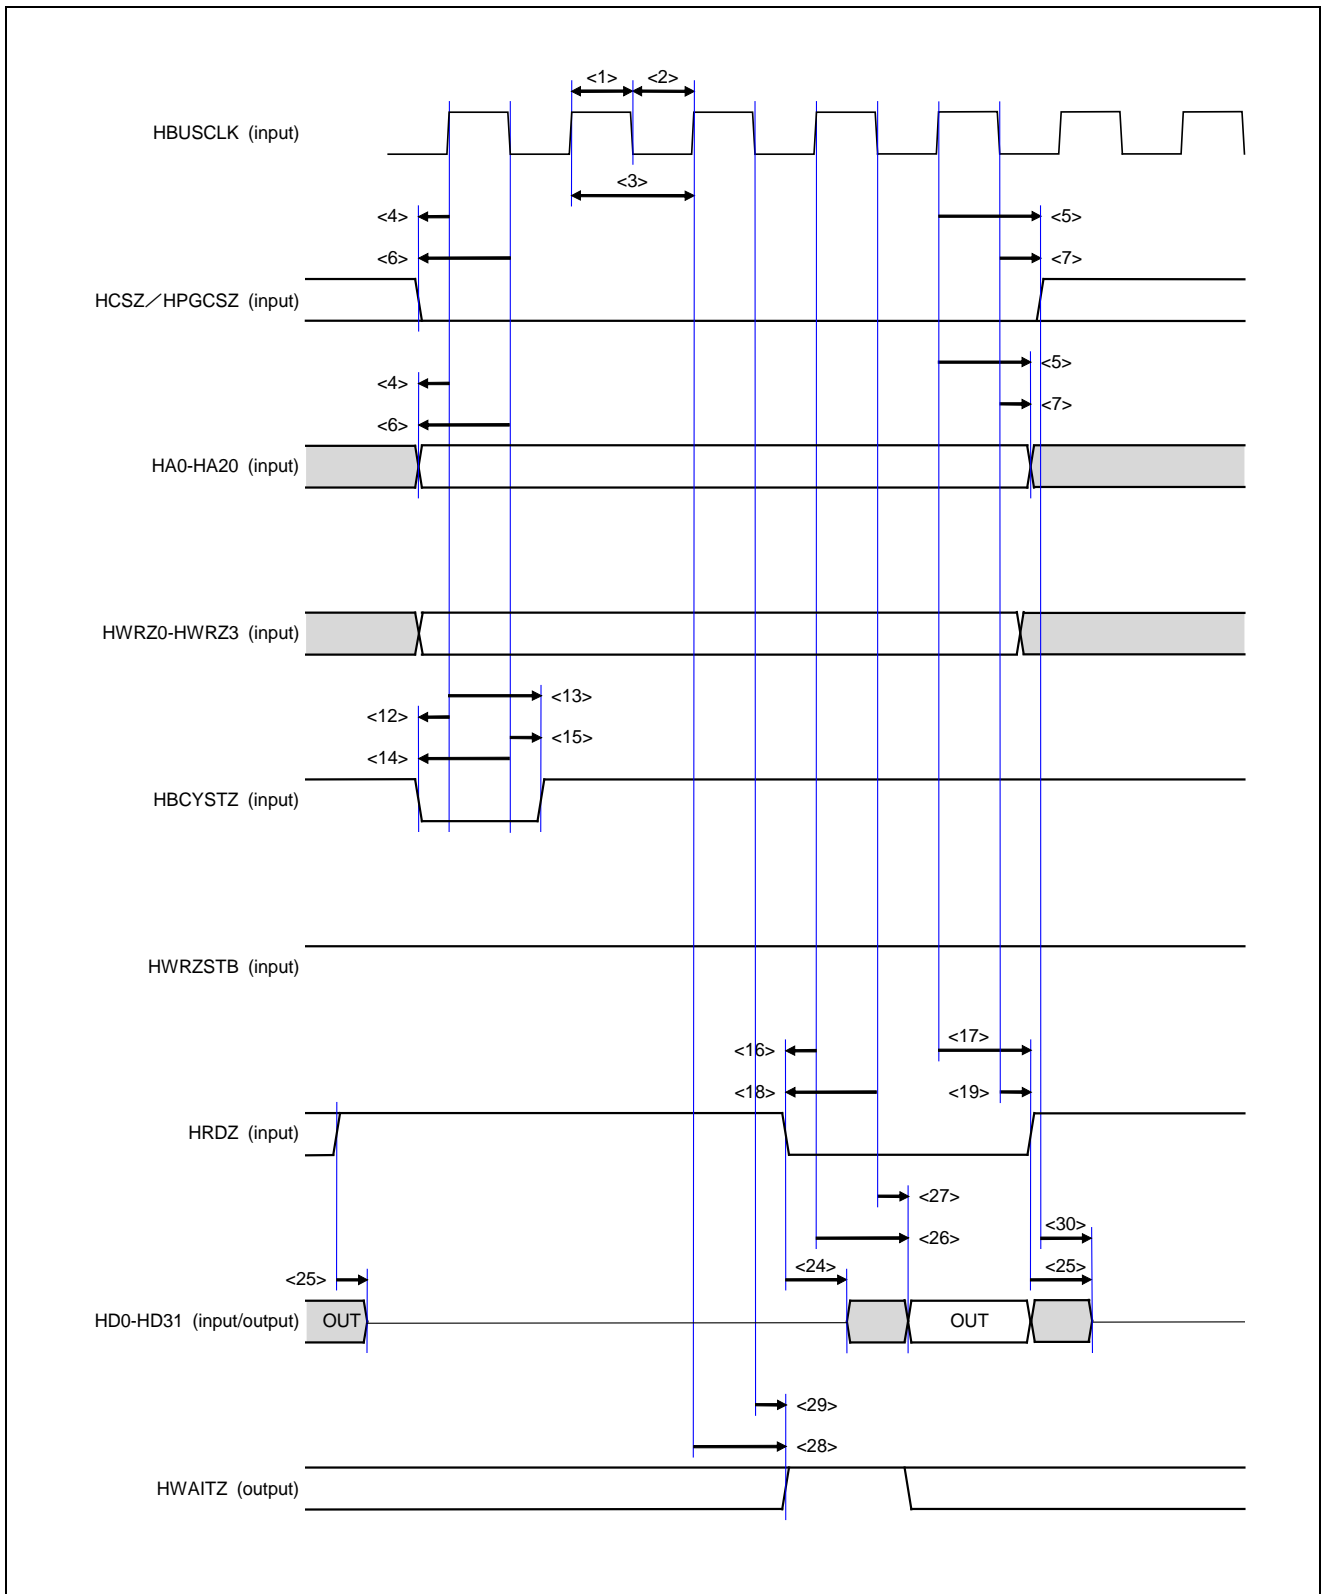 <1> <2>
HBUSCLK (input)
<3>
<4> <5>
<6> <7>
HCSZ／HPGCSZ (input)
<5>
<4>
<7>
<6>
HA0-HA20 (input)
HWRZ0-HWRZ3 (input)
<13>
<12>
<15>
<14>
HBCYSTZ (input)
HWRZSTB (input)
<17>
<16>
<18> <19>
HRDZ (input)
<27>
<30>
<26>
<24>
<25> <25>
HD0-HD31 (input/output) OUT OUT
<29>
<28>
HWAITZ (output)